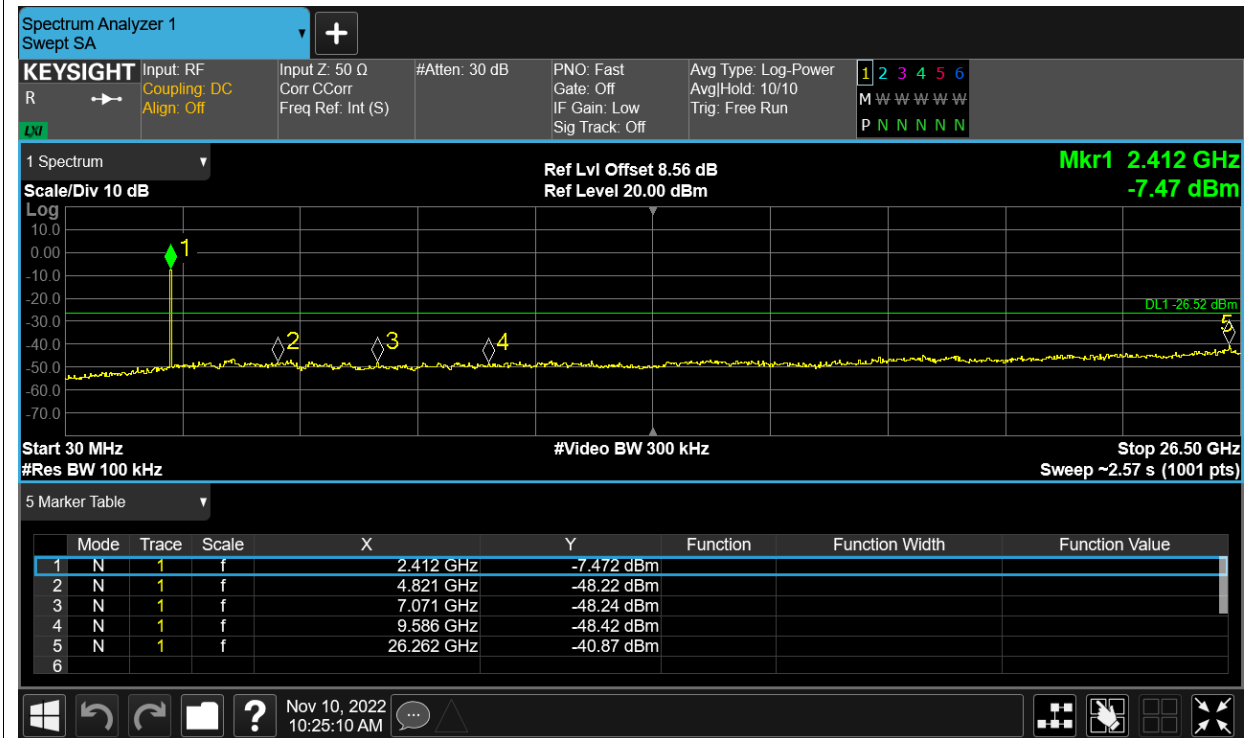 Spectrum Analyzer 1
Swept SA
KEYSIGHT
R
LXI
Input: RF
Coupling: DC
Align: Off
Input Z: 50 Ω
Corr CCorr
Freq Ref: Int (S)
#Atten: 30 dB
PNO: Fast
Gate: Off
IF Gain: Low
Sig Track: Off
Avg Type: Log-Power
Avg|Hold: 10/10
Trig: Free Run
1 2 3 4 5 6
M W W W W W
P N N N N N
1 Spectrum
Scale/Div 10 dB
Ref Lvl Offset 8.56 dB
Ref Level 20.00 dBm
Mkr1 2.412 GHz
-7.47 dBm
Log
10.0
0.00
-10.0
-20.0
-30.0
-40.0
-50.0
-60.0
-70.0
1
2
3
4
5
DL1 -26.52 dBm
Start 30 MHz
#Video BW 300 kHz
Stop 26.50 GHz
#Res BW 100 kHz
Sweep ~2.57 s (1001 pts)
5 Marker Table
Mode Trace Scale X Y Function Function Width Function Value
1 N 1 f 2.412 GHz -7.472 dBm
2 N 1 f 4.821 GHz -48.22 dBm
3 N 1 f 7.071 GHz -48.24 dBm
4 N 1 f 9.586 GHz -48.42 dBm
5 N 1 f 26.262 GHz -40.87 dBm
6
?
Nov 10, 2022
10:25:10 AM